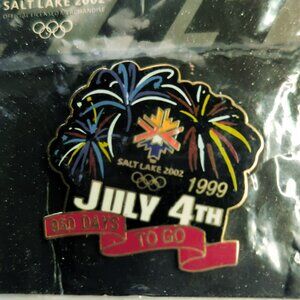 SALT LAKE 2002
OFFICIAL LICENSED MERCHANDISE
SALT LAKE 2002
1999
JULY 4TH
950 DAYS
TO GO